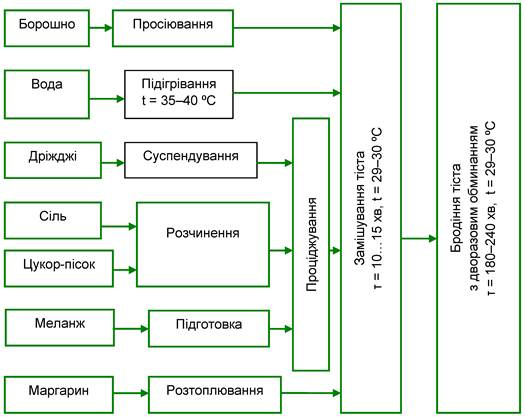 Борошно
Просіювання
Вода
Підігрівання
t = 35–40 ºС
Дріжджі
Суспендування
Сіль
Цукор-пісок
Розчинення
Меланж
Підготовка
Маргарин
Розтоплювання
Проціджування
Замішування тіста
τ = 10…15 хв, t = 29–30 ºС
Бродіння тіста
з дворазовим обминанням
τ = 180–240 хв, t = 29–30 ºС